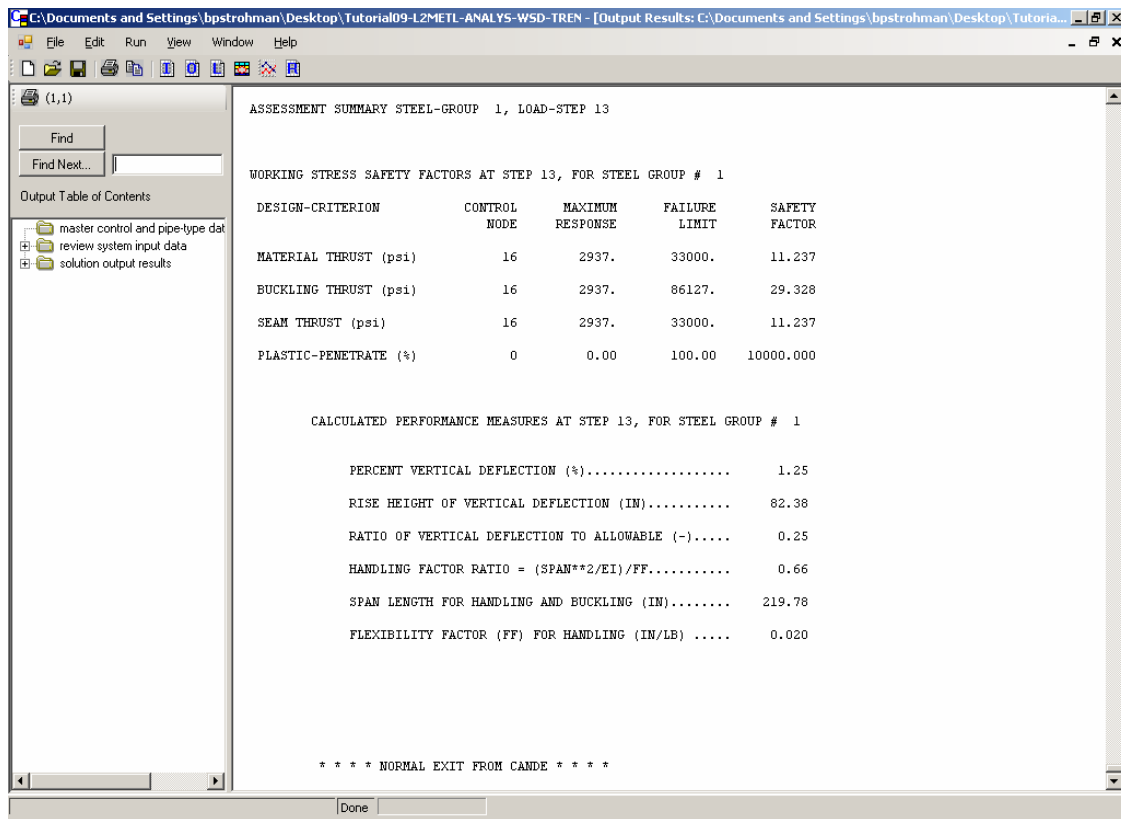 C:\Documents and Settings\bpstrohman\Desktop\Tutorial09-L2METL-ANALYS-WSD-TREN - [Output Results: C:\Documents and Settings\bpstrohman\Desktop\Tutoria...
File Edit Run View Window Help
(1,1)
Find
Find Next...
Output Table of Contents
master control and pipe-type dat
review system input data
solution output results
ASSESSMENT SUMMARY STEEL-GROUP 1, LOAD-STEP 13
WORKING STRESS SAFETY FACTORS AT STEP 13, FOR STEEL GROUP # 1
DESIGN-CRITERION CONTROL MAXIMUM FAILURE SAFETY
NODE RESPONSE LIMIT FACTOR
MATERIAL THRUST (psi) 16 2937. 33000. 11.237
BUCKLING THRUST (psi) 16 2937. 86127. 29.328
SEAM THRUST (psi) 16 2937. 33000. 11.237
PLASTIC-PENETRATE (%) 0 0.00 100.00 10000.000
CALCULATED PERFORMANCE MEASURES AT STEP 13, FOR STEEL GROUP # 1
PERCENT VERTICAL DEFLECTION (%)................... 1.25
RISE HEIGHT OF VERTICAL DEFLECTION (IN)........... 82.38
RATIO OF VERTICAL DEFLECTION TO ALLOWABLE (-)..... 0.25
HANDLING FACTOR RATIO = (SPAN**2/EI)/FF........... 0.66
SPAN LENGTH FOR HANDLING AND BUCKLING (IN)........ 219.78
FLEXIBILITY FACTOR (FF) FOR HANDLING (IN/LB) ..... 0.020
* * * * NORMAL EXIT FROM CANDE * * * *
Done